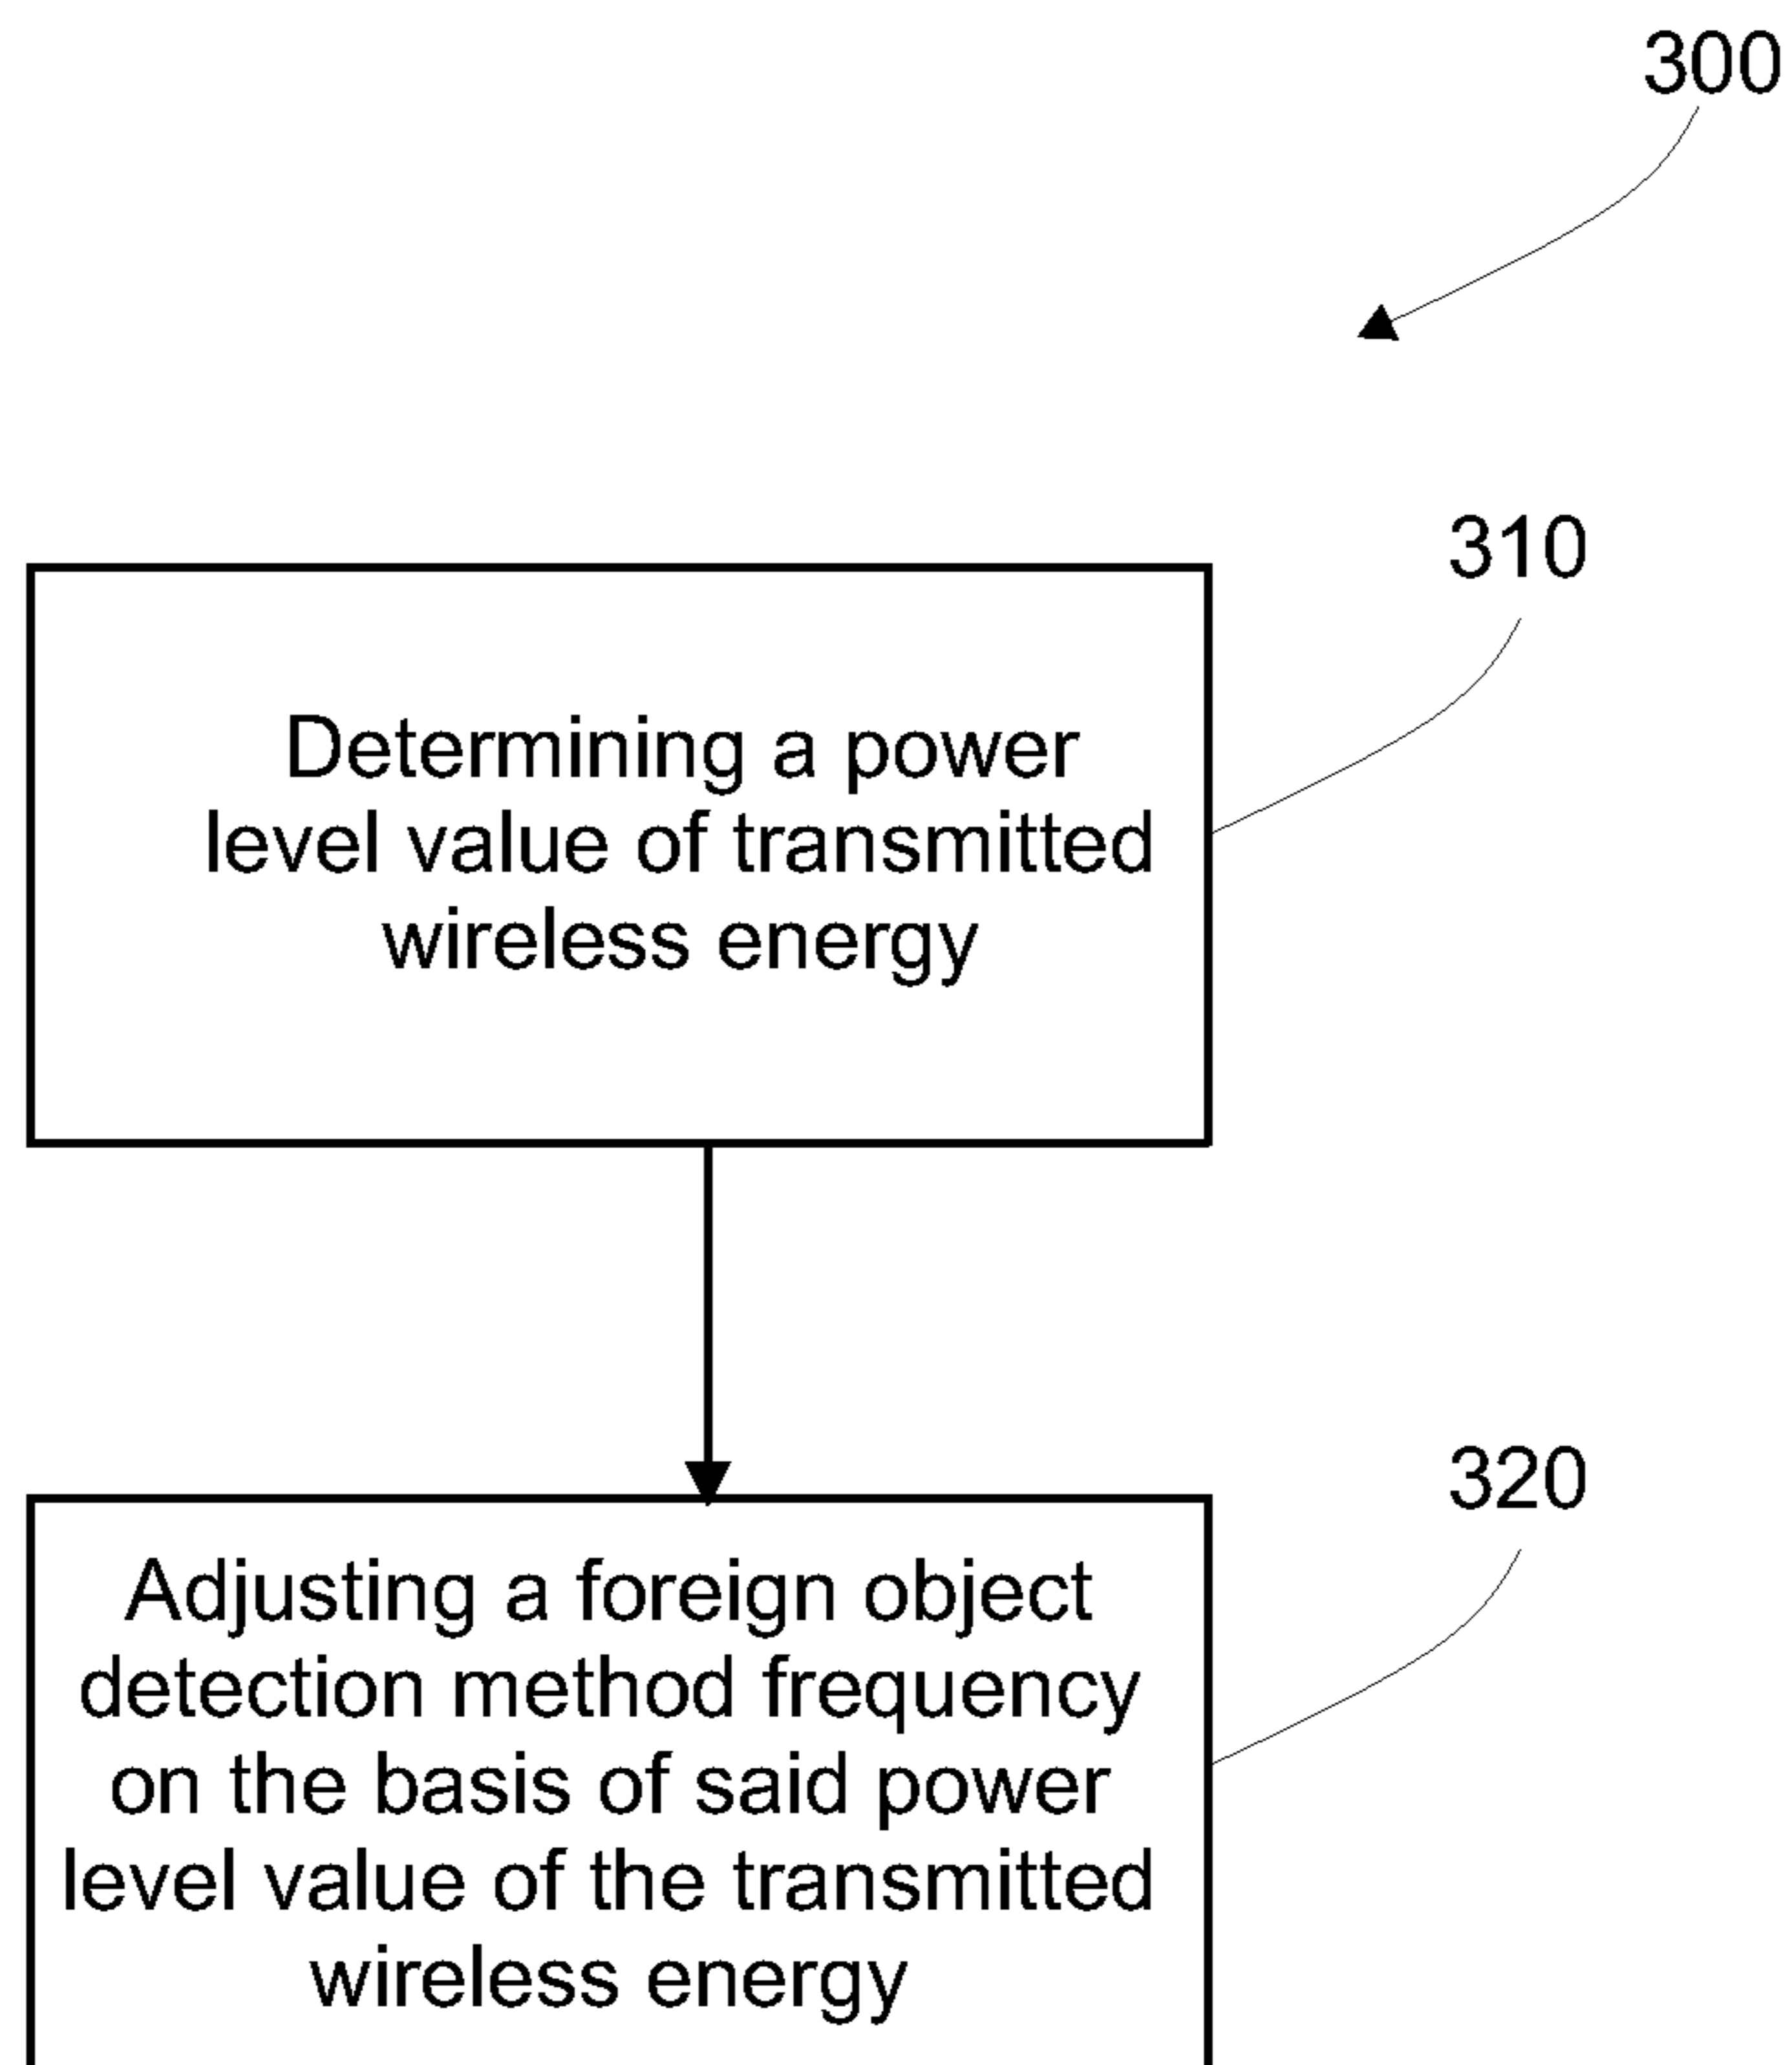 300
310
Determining a power
level value of transmitted
wireless energy
320
Adjusting a foreign object
detection method frequency
on the basis of said power
level value of the transmitted
wireless energy